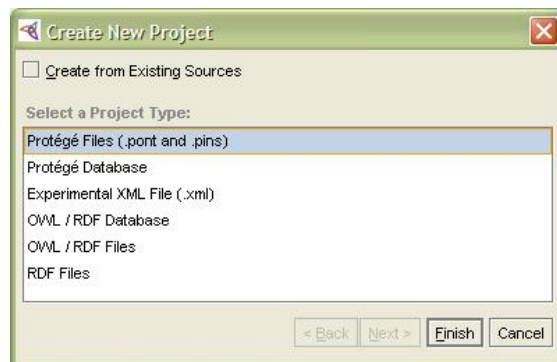 Create New Project
Create from Existing Sources
Select a Project Type:
Protégé Files (.pont and .pins)
Protégé Database
Experimental XML File (.xml)
OWL / RDF Database
OWL / RDF Files
RDF Files
< Back Next > Finish Cancel